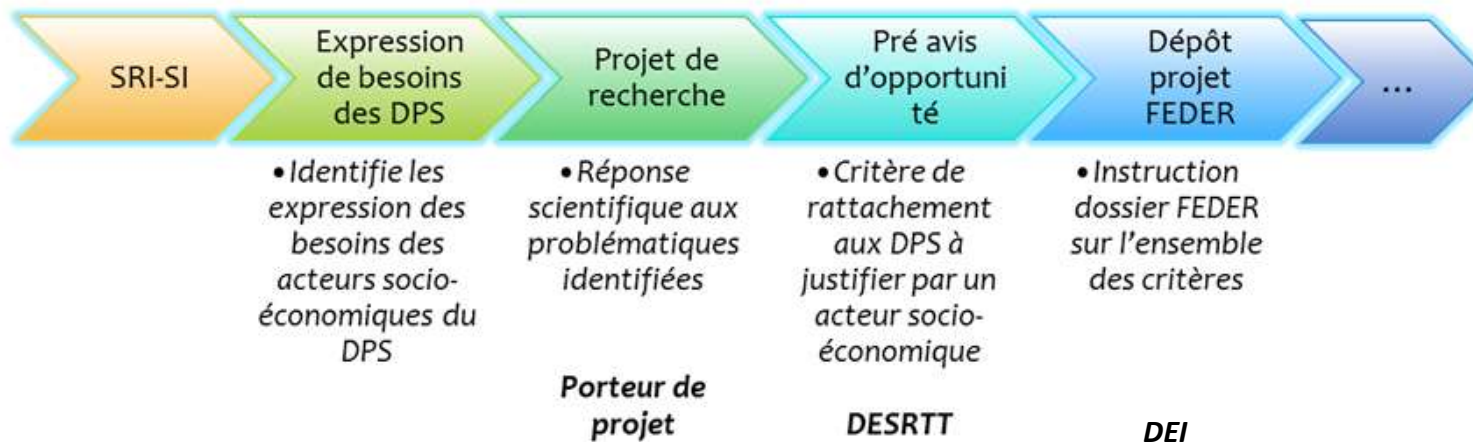 SRI-SI
Expression
de besoins
des DPS
Projet de
recherche
Pré avis
d'opportuni
té
Dépôt
projet
FEDER
...
•Identifie les
expression des
besoins des
acteurs socio-
économiques du
DPS
•Réponse
scientifique aux
problématiques
identifiées
•Critère de
rattachement
aux DPS à
justifier par un
acteur socio-
économique
•Instruction
dossier FEDER
sur l'ensemble
des critères
Porteur de
projet
DESRTT
DEI